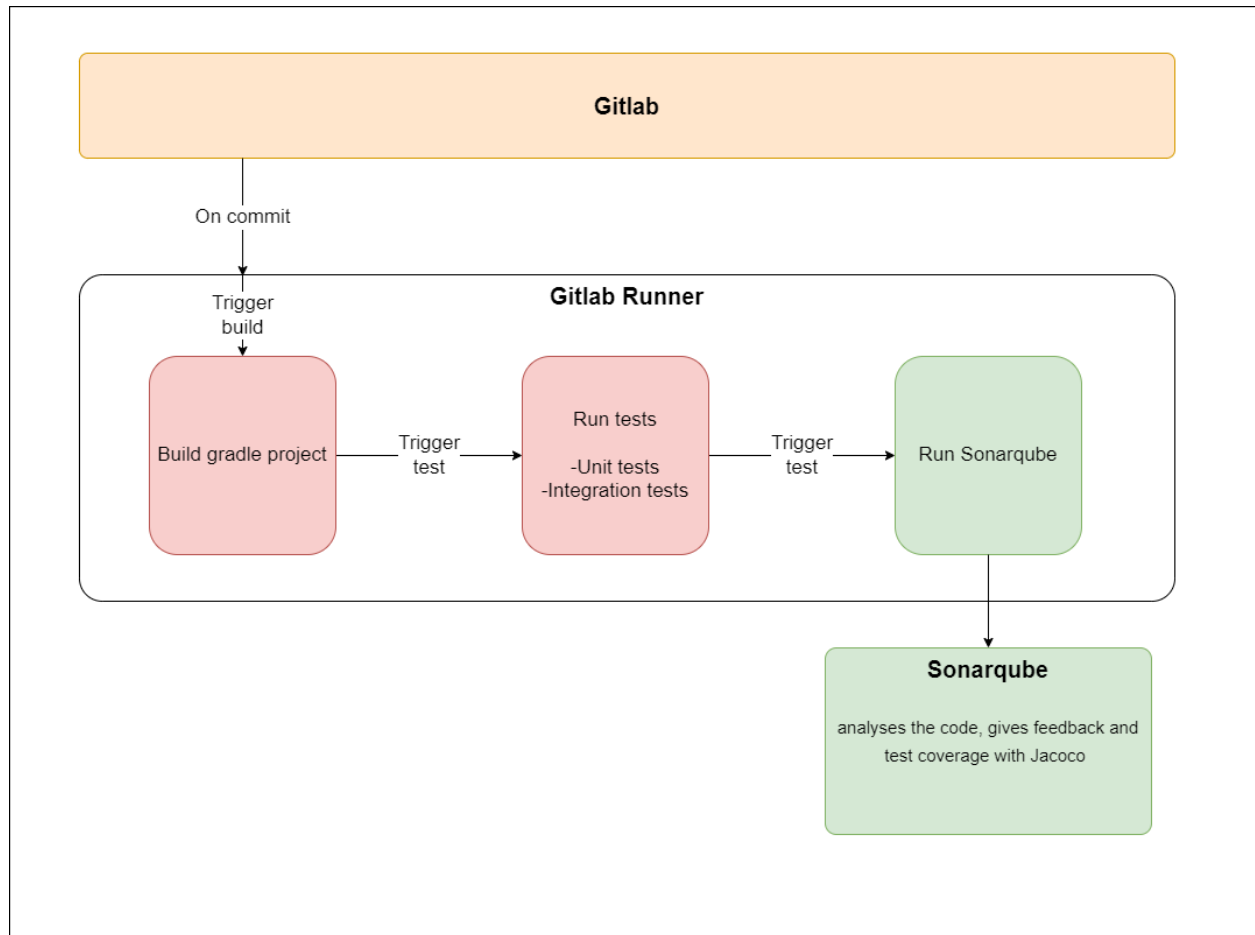 Gitlab
On commit
Gitlab Runner
Trigger
build
Build gradle project
Trigger
test
Run tests
-Unit tests
-Integration tests
Trigger
test
Run Sonarqube
Sonarqube
analyses the code, gives feedback and
test coverage with Jacoco